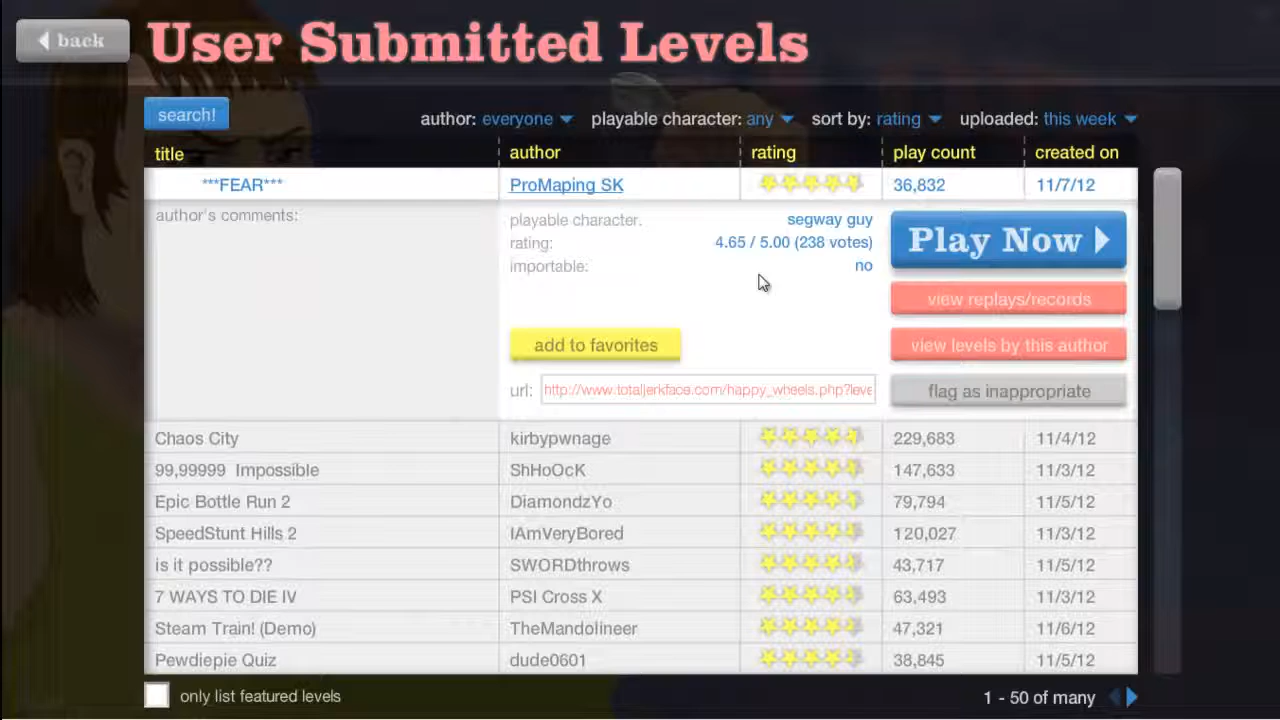 back
User Submitted Levels
search!
author: everyone playable character: any sort by: rating uploaded: this week
title author rating play count created on
***FEAR*** ProMaping SK 36,832 11/7/12
author's comments:
playable character. segway guy
rating: 4.65 / 5.00 (238 votes)
importable: no
Play Now
view replays/records
add to favorites
view levels by this author
url: http://www.totaljerkface.com/happy_wheels.php?leve
flag as inappropriate
Chaos City kirbypwnage 229,683 11/4/12
99,99999 Impossible ShHoOcK 147,633 11/3/12
Epic Bottle Run 2 DiamondzYo 79,794 11/5/12
SpeedStunt Hills 2 IAmVeryBored 120,027 11/3/12
is it possible?? SWORDthrows 43,717 11/5/12
7 WAYS TO DIE IV PSI Cross X 63,493 11/3/12
Steam Train! (Demo) TheMandolineer 47,321 11/6/12
Pewdiepie Quiz dude0601 38,845 11/5/12
only list featured levels 1 - 50 of many